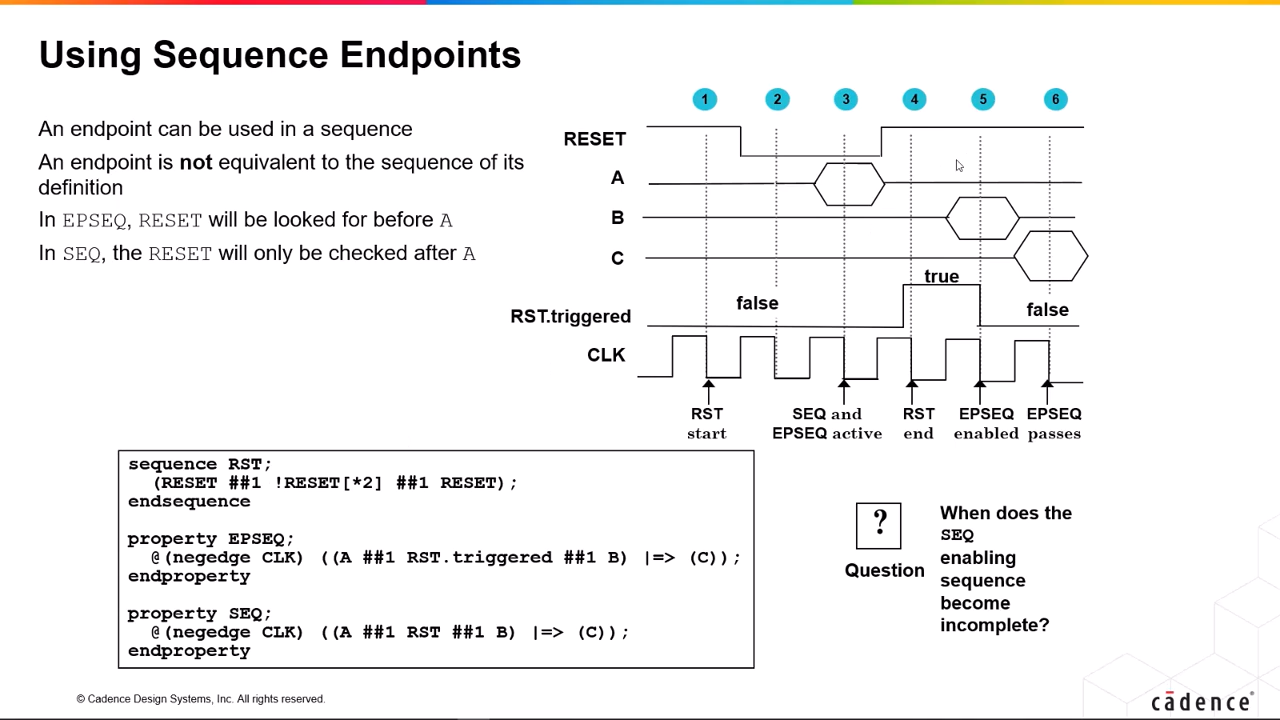 Using Sequence Endpoints
An endpoint can be used in a sequence
An endpoint is not equivalent to the sequence of its
definition
In EPSEQ, RESET will be looked for before A
In SEQ, the RESET will only be checked after A
1 2 3 4 5 6
RESET
A
B
C
true
false
false
RST.triggered
CLK
RST
start
SEQ and
EPSEQ active
RST
end
EPSEQ
enabled
EPSEQ
passes
sequence RST;
(RESET ##1 !RESET[*2] ##1 RESET);
endsequence
property EPSEQ;
@(negedge CLK) ((A ##1 RST.triggered ##1 B) |=> (C));
endproperty
property SEQ;
@(negedge CLK) ((A ##1 RST ##1 B) |=> (C));
endproperty
?
Question
When does the
SEQ
enabling
sequence
become
incomplete?
© Cadence Design Systems, Inc. All rights reserved.
cādence®